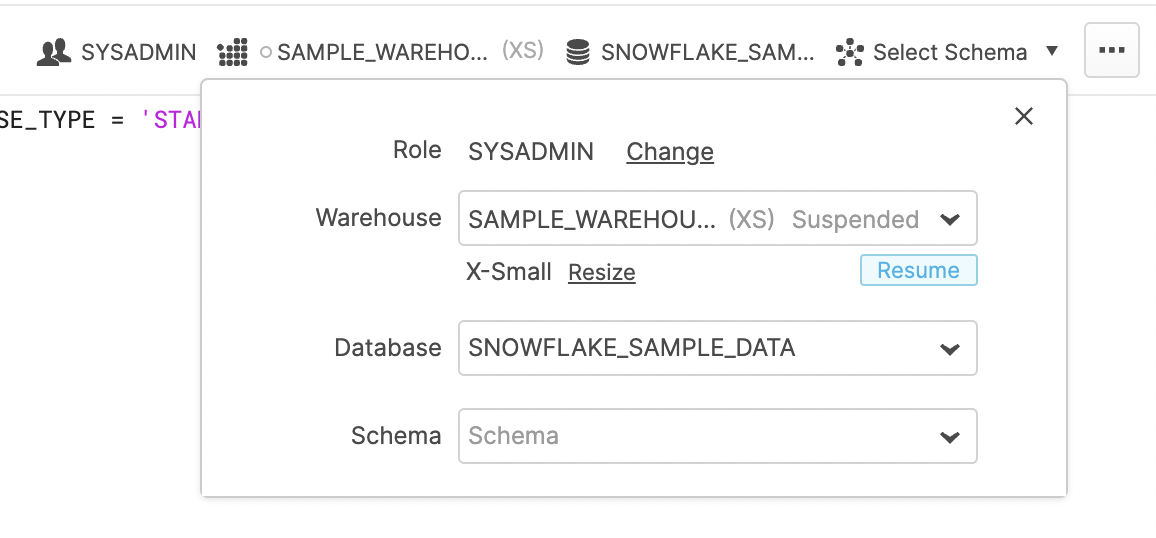 SYSADMIN SAMPLE_WAREHO... (XS) SNOWFLAKE_SAM... Select Schema
SE_TYPE = 'STAN
Role SYSADMIN Change
Warehouse SAMPLE_WAREHOU... (XS) Suspended
X-Small Resize Resume
Database SNOWFLAKE_SAMPLE_DATA
Schema Schema